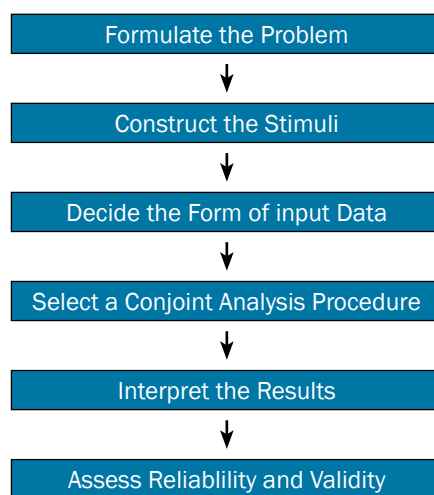 Formulate the Problem
Construct the Stimuli
Decide the Form of input Data
Select a Conjoint Analysis Procedure
Interpret the Results
Assess Reliablility and Validity